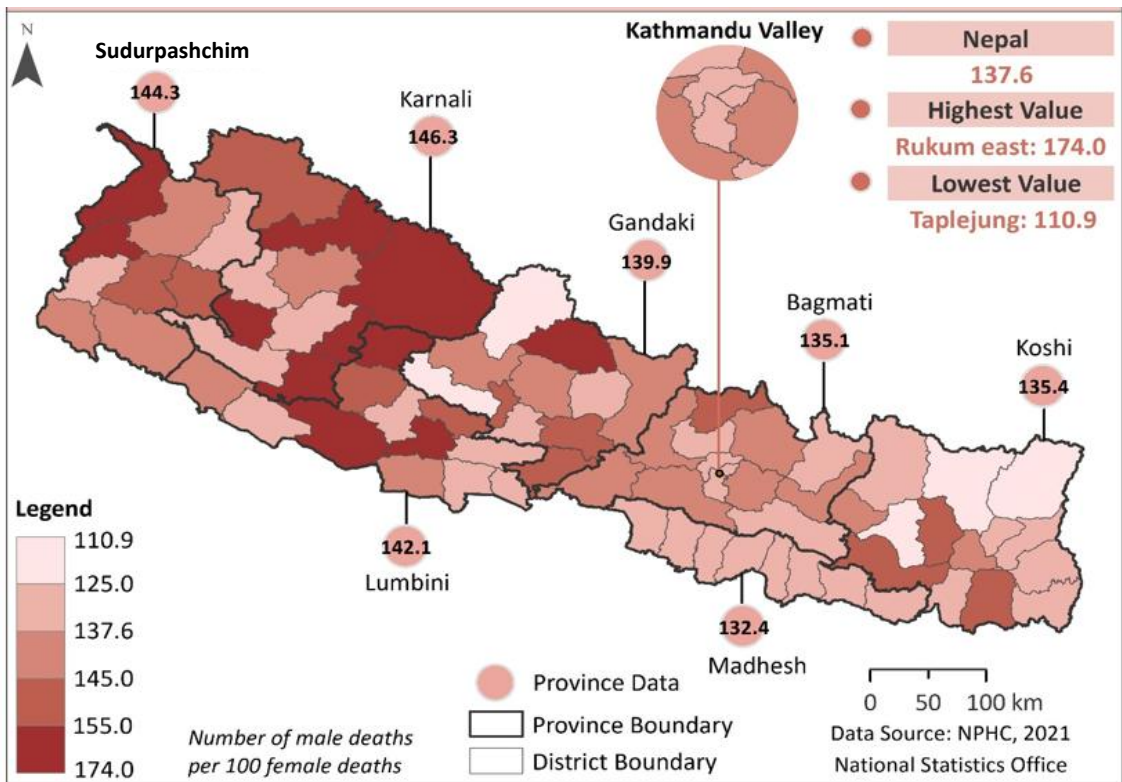 N
Sudurpashchim
144.3
Karnali
146.3
Kathmandu Valley
Nepal
137.6
Highest Value
Rukum east: 174.0
Lowest Value
Taplejung: 110.9
Gandaki
139.9
Bagmati
135.1
Koshi
135.4
Legend
110.9
125.0
137.6
145.0
155.0
174.0
142.1
Lumbini
132.4
Madhesh
Number of male deaths
per 100 female deaths
Province Data
Province Boundary
District Boundary
0 50 100 km
Data Source: NPHC, 2021
National Statistics Office